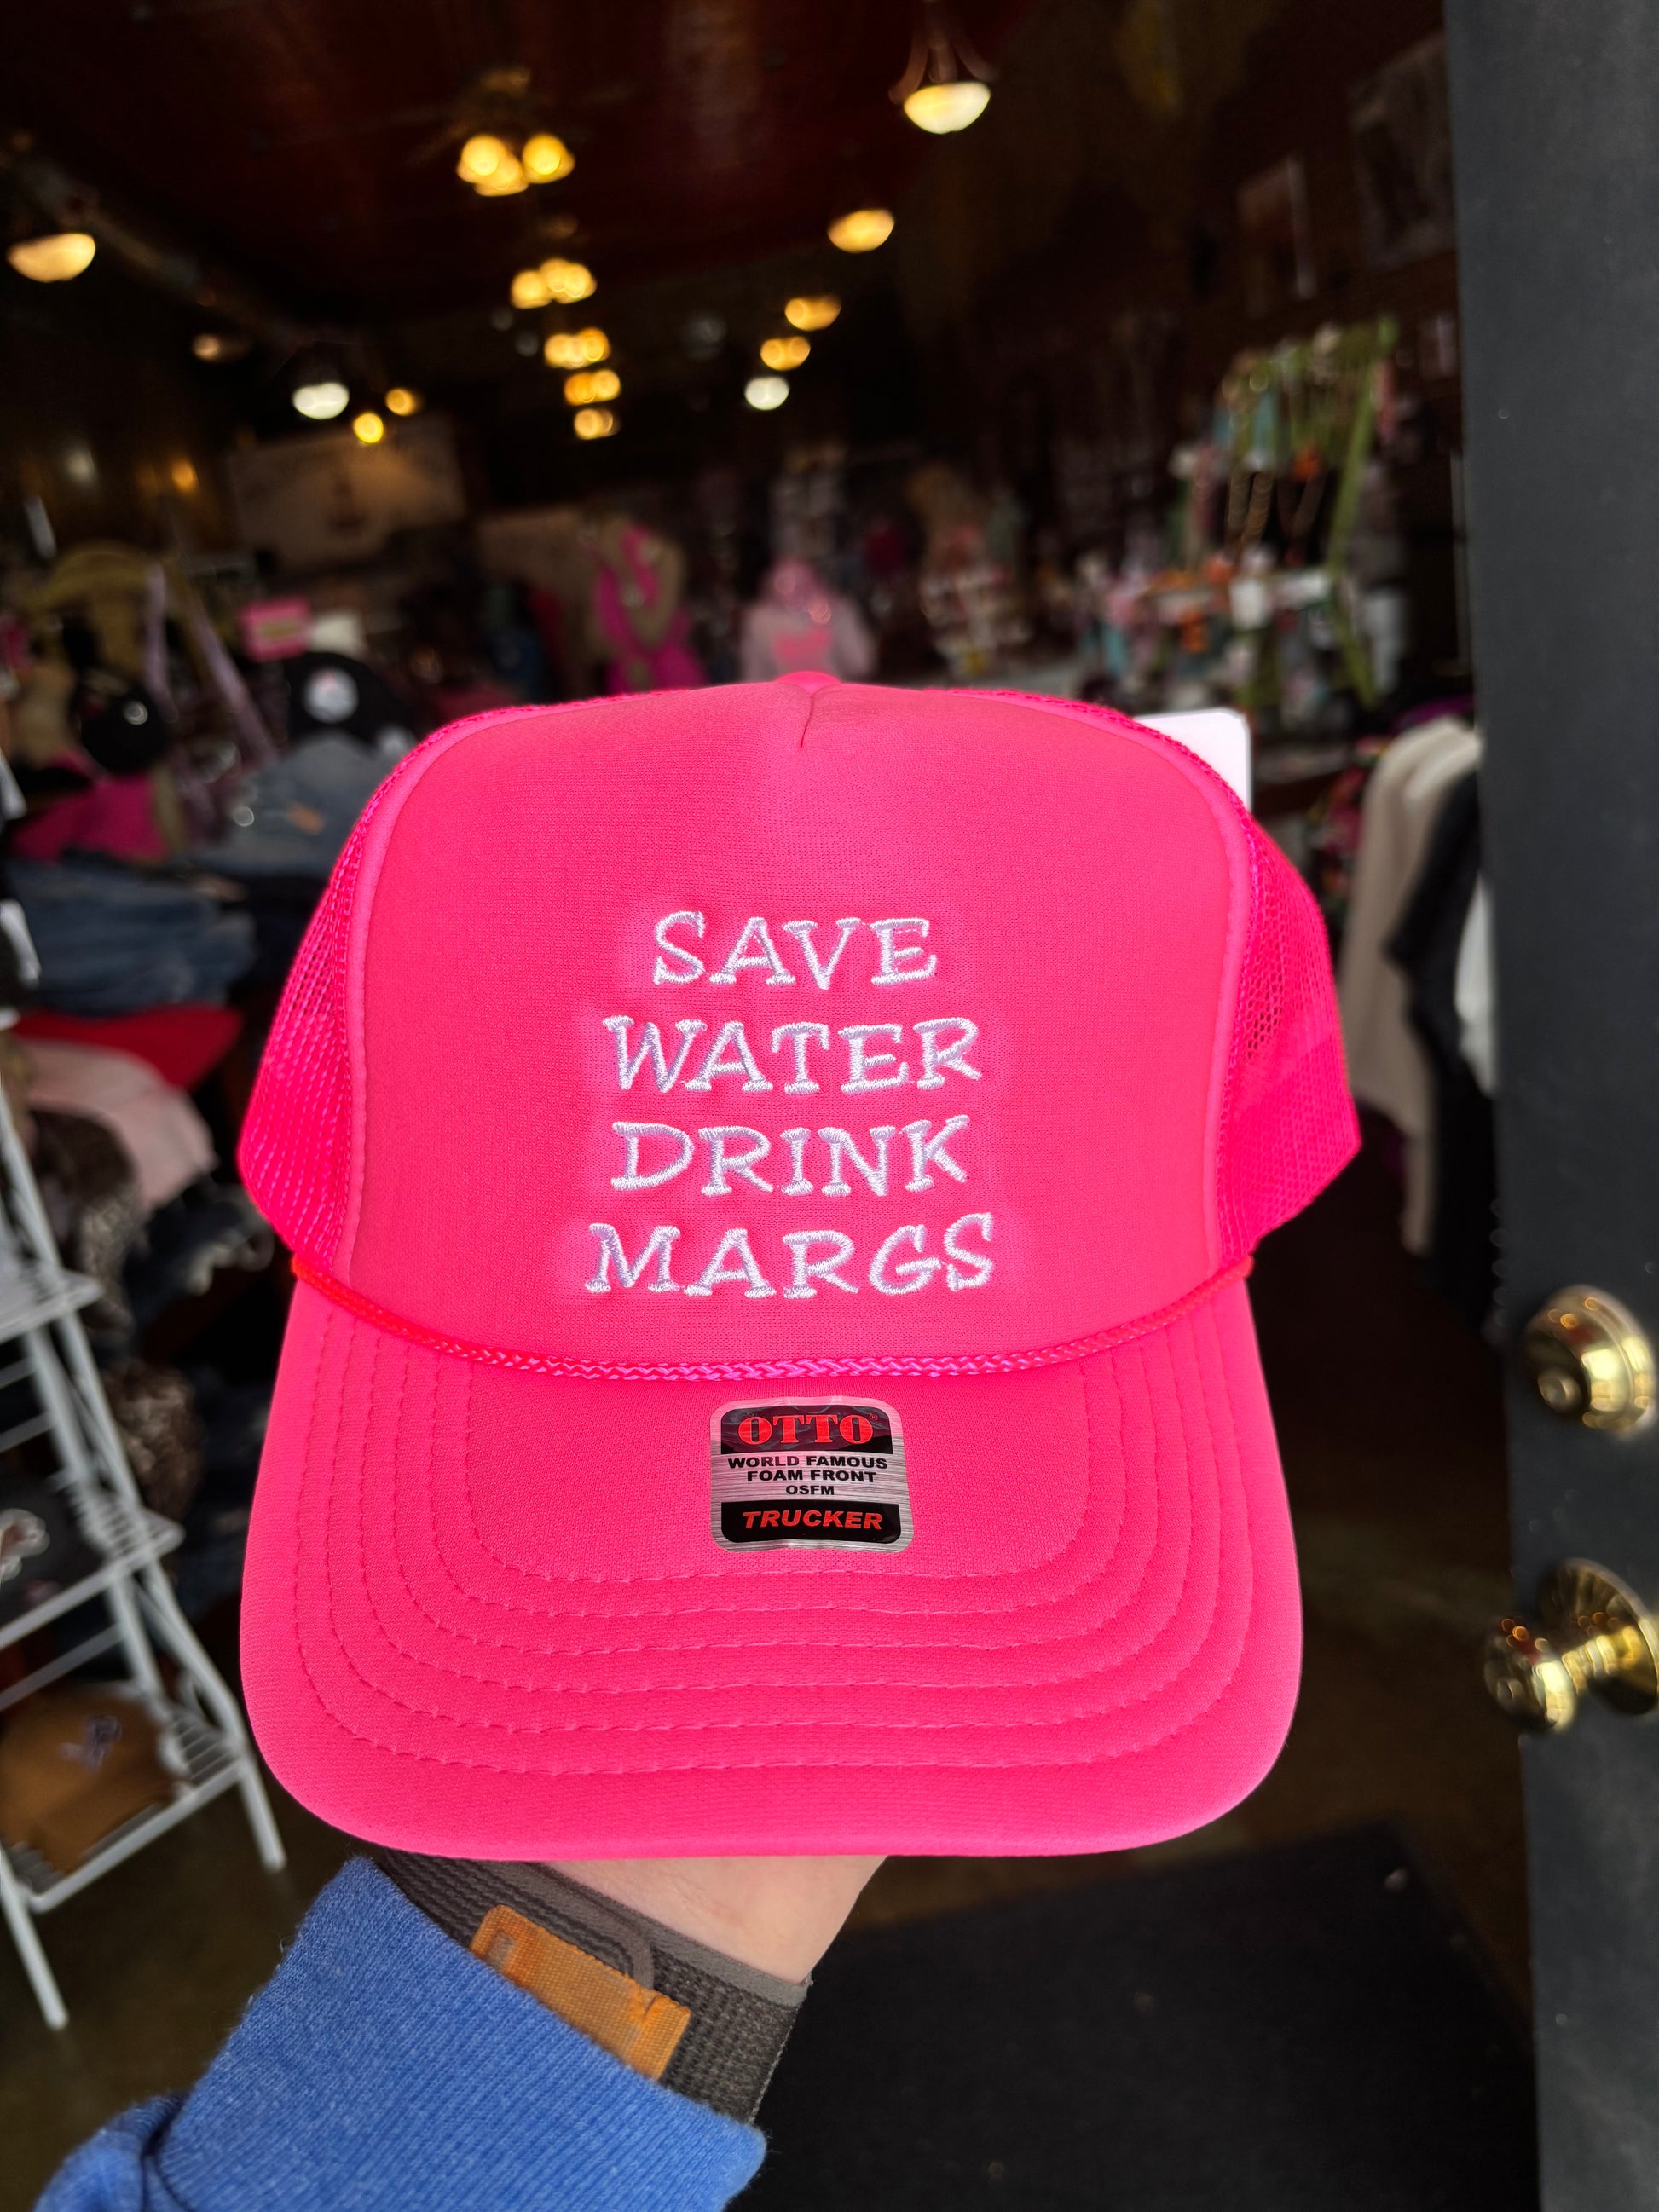 SAVE
WATER
DRINK
MARGS
OTTO®
WORLD FAMOUS
FOAM FRONT
OSFM
TRUCKER